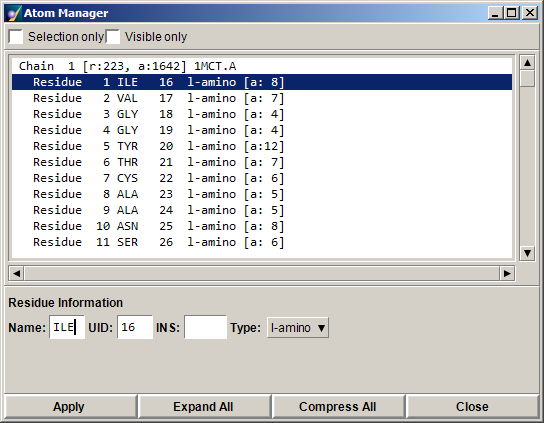 Atom Manager
Selection only Visible only
Chain 1 [r:223, a:1642] 1MCT.A
Residue 1 ILE 16 l-amino [a: 8]
Residue 2 VAL 17 l-amino [a: 7]
Residue 3 GLY 18 l-amino [a: 4]
Residue 4 GLY 19 l-amino [a: 4]
Residue 5 TYR 20 l-amino [a:12]
Residue 6 THR 21 l-amino [a: 7]
Residue 7 CYS 22 l-amino [a: 6]
Residue 8 ALA 23 l-amino [a: 5]
Residue 9 ALA 24 l-amino [a: 5]
Residue 10 ASN 25 l-amino [a: 8]
Residue 11 SER 26 l-amino [a: 6]
Residue Information
Name: ILE UID: 16 INS: Type: l-amino
Apply Expand All Compress All Close